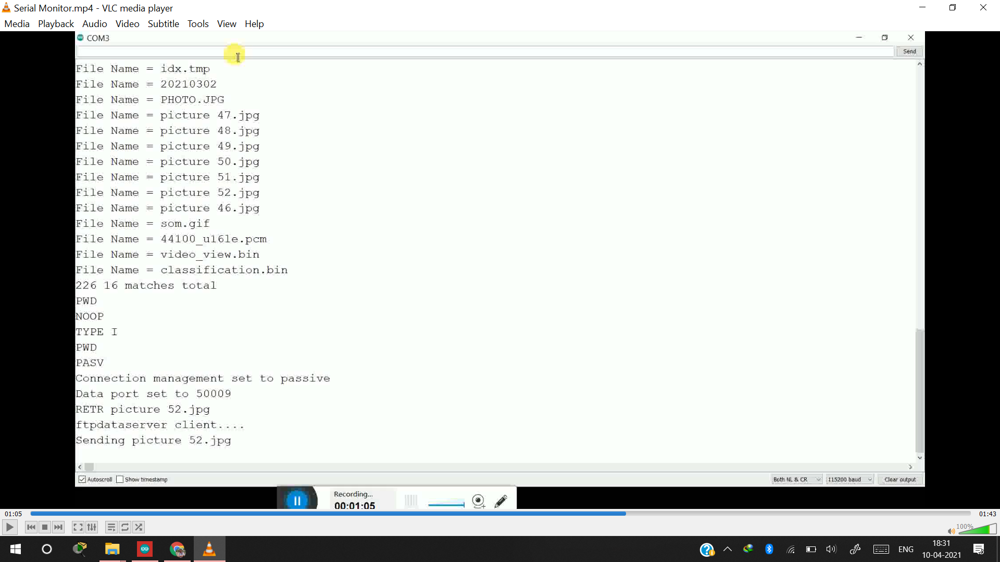 Serial Monitor.mp4 - VLC media player
Media Playback Audio Video Subtitle Tools View Help
COM3
Send
File Name = idx.tmp
File Name = 20210302
File Name = PHOTO.JPG
File Name = picture 47.jpg
File Name = picture 48.jpg
File Name = picture 49.jpg
File Name = picture 50.jpg
File Name = picture 51.jpg
File Name = picture 52.jpg
File Name = picture 46.jpg
File Name = som.gif
File Name = 44100_u16le.pcm
File Name = video_view.bin
File Name = classification.bin
226 16 matches total
PWD
NOOP
TYPE I
PWD
PASV
Connection management set to passive
Data port set to 50009
RETR picture 52.jpg
ftpdataserver client....
Sending picture 52.jpg
Autoscroll Show timestamp Both NL & CR 115200 baud Clear output
Recording...
00:01:05
01:05 01:43
100%
ENG
18:31
10-04-2021